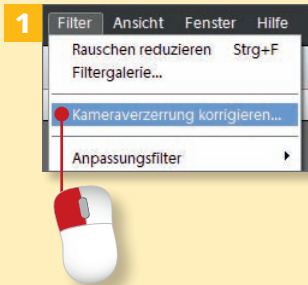 1
Filter Ansicht Fenster Hilfe
Rauschen reduzieren Strg+F
Filtergalerie...
Kameraverzerrung korrigieren...
Anpassungsfilter